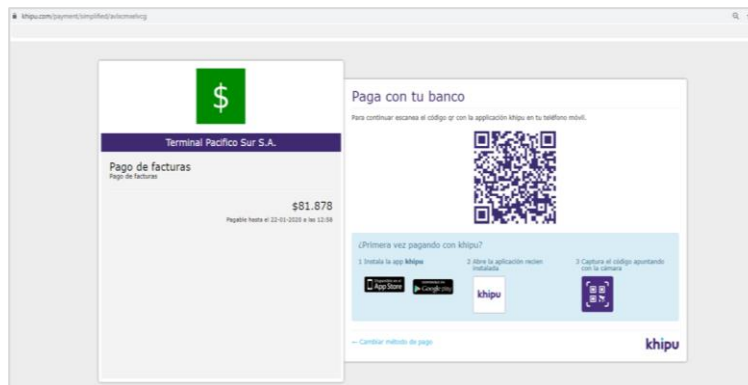 khipu.com/payment/simplified/
$
Terminal Pacifico Sur S.A.
Pago de facturas
Pago de facturas
$81.878
Pagable hasta el 22-01-2020 a las 12:58
Paga con tu banco
Para continuar escanea el código qr con la applicación khipu en tu teléfono móvil.
¿Primera vez pagando con khipu?
1 Instala la app khipu
App Store
Google play
2 Abre la aplicación recien
instalada
khipu
3 Captura el código apuntando
con la cámara
← Cambiar método de pago
khipu